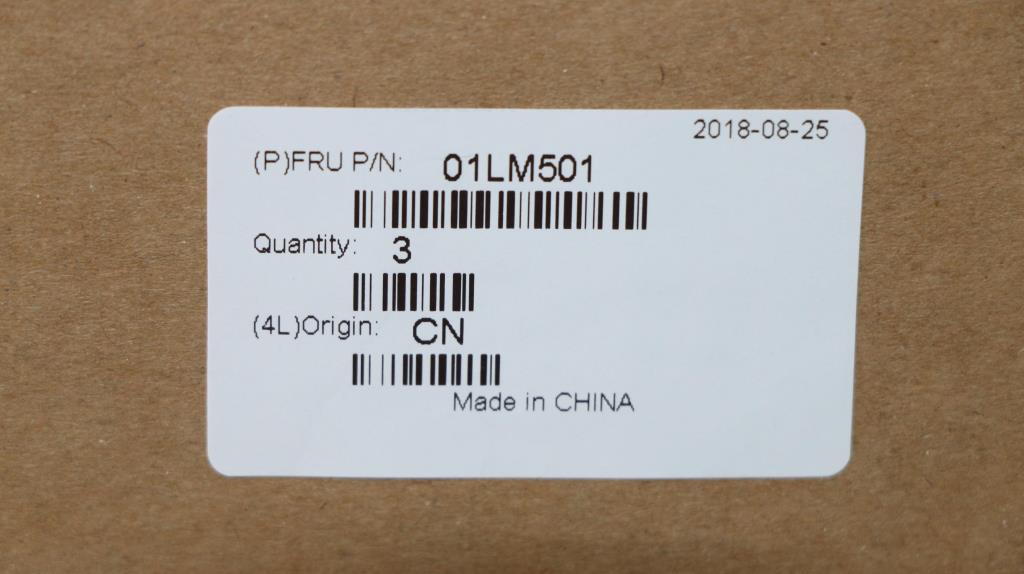 2018-08-25
(P)FRU P/N: 01LM501
Quantity: 3
(4L)Origin: CN
Made in CHINA